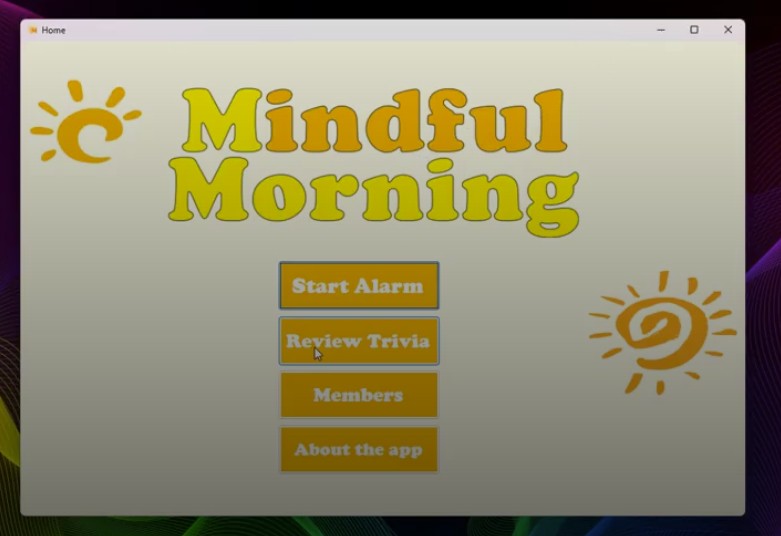 Home
Mindful
Morning
Start Alarm
Review Trivia
Members
About the app